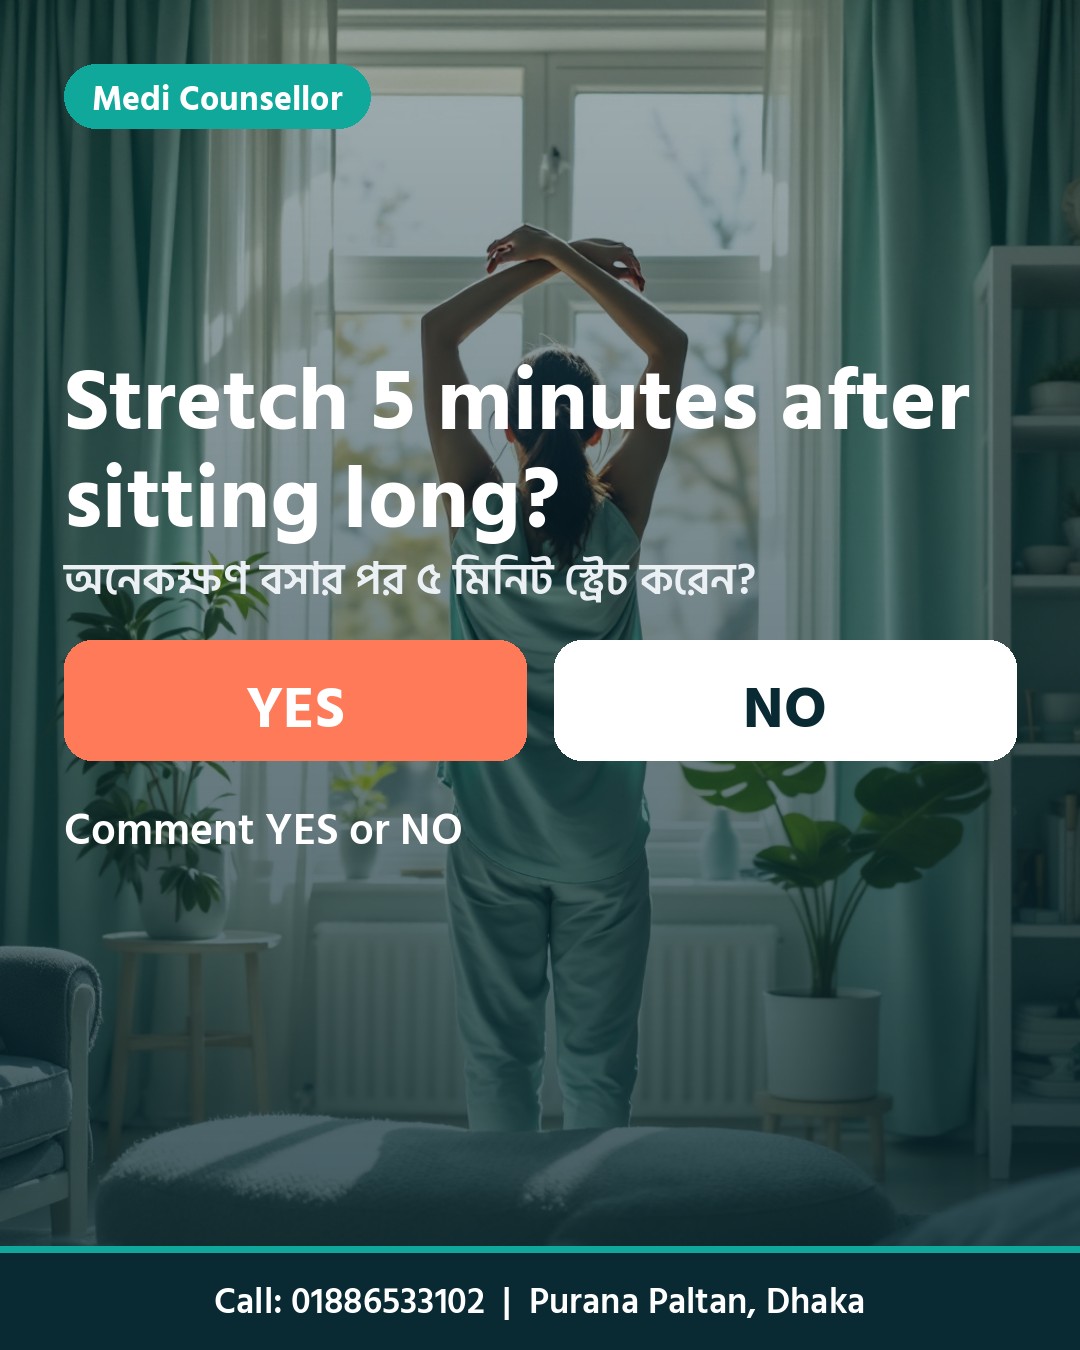 Medi Counsellor
Stretch 5 minutes after
sitting long?
অনেকক্ষণ বসার পর ৫ মিনিট স্ট্রেচ করেন?
YES
NO
Comment YES or NO
Call: 01886533102 | Purana Paltan, Dhaka